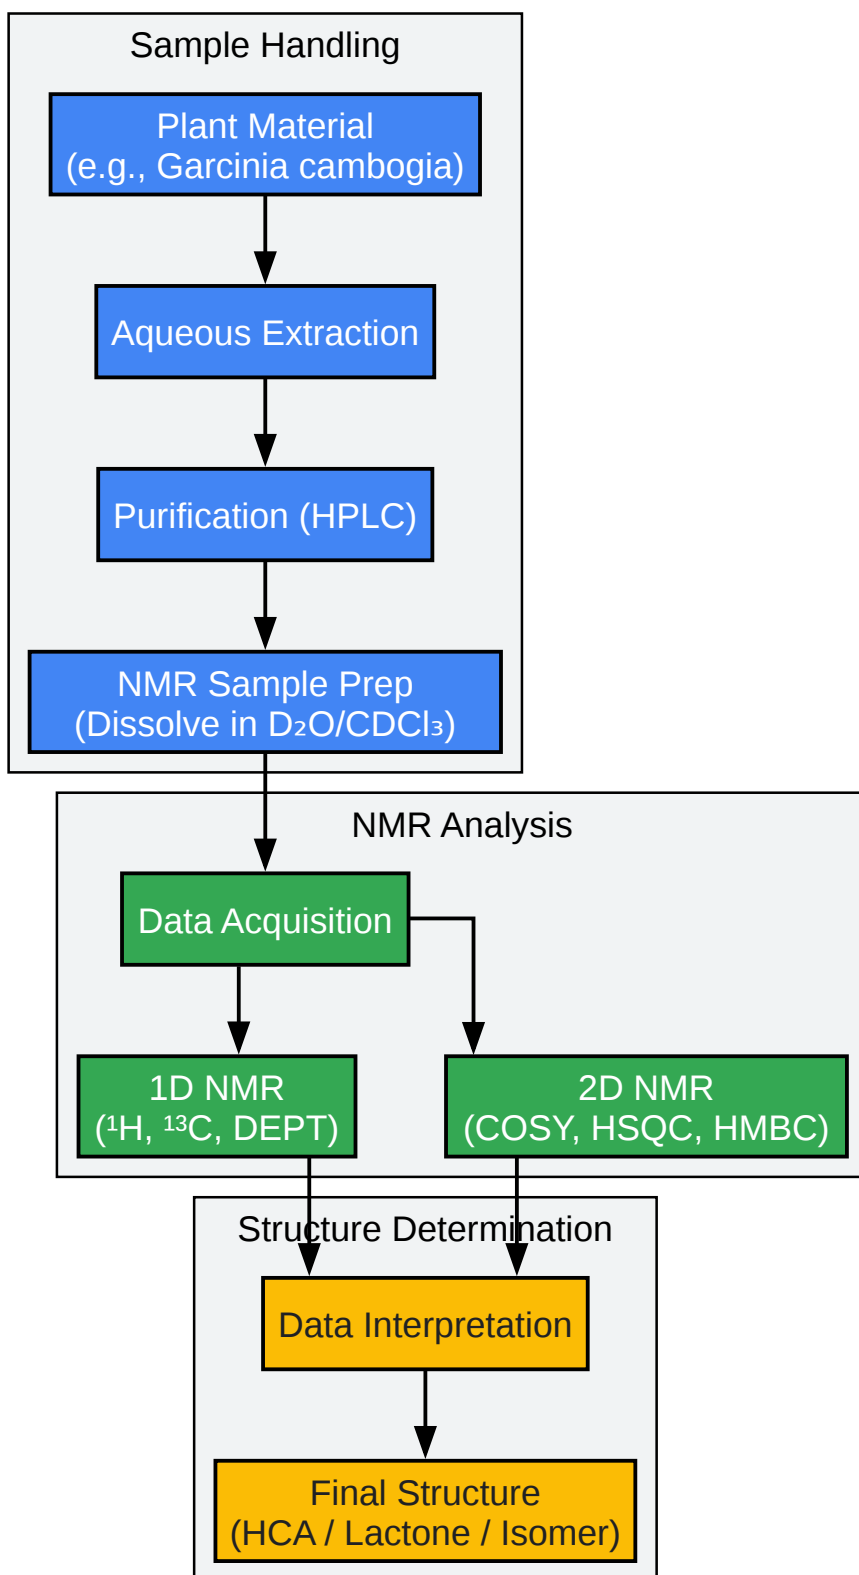 Sample Handling
Plant Material
(e.g., Garcinia cambogia)
Aqueous Extraction
Purification (HPLC)
NMR Sample Prep
(Dissolve in D₂O/CDCl₃)
NMR Analysis
Data Acquisition
1D NMR
(¹H, ¹³C, DEPT)
2D NMR
(COSY, HSQC, HMBC)
Structure Determination
Data Interpretation
Final Structure
(HCA / Lactone / Isomer)